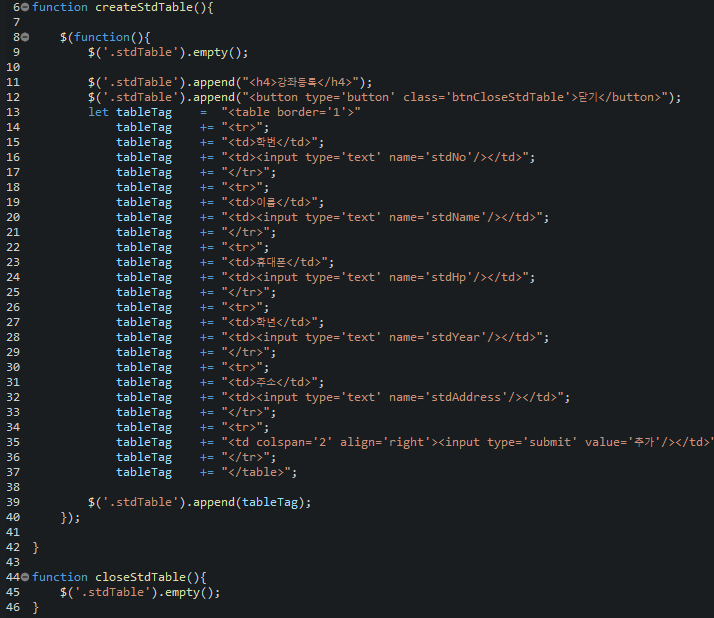 6 function createStdTable(){
7
8     $(function(){
9         $('.stdTable').empty();
10
11         $('.stdTable').append("<h4>강좌등록</h4>");
12         $('.stdTable').append("<button type='button' class='btnCloseStdTable'>닫기</button>");
13         let tableTag    =  "<table border='1'>"
14             tableTag    += "<tr>";
15             tableTag    += "<td>학번</td>";
16             tableTag    += "<td><input type='text' name='stdNo'/></td>";
17             tableTag    += "</tr>";
18             tableTag    += "<tr>";
19             tableTag    += "<td>이름</td>";
20             tableTag    += "<td><input type='text' name='stdName'/></td>";
21             tableTag    += "</tr>";
22             tableTag    += "<tr>";
23             tableTag    += "<td>휴대폰</td>";
24             tableTag    += "<td><input type='text' name='stdHp'/></td>";
25             tableTag    += "</tr>";
26             tableTag    += "<tr>";
27             tableTag    += "<td>학년</td>";
28             tableTag    += "<td><input type='text' name='stdYear'/></td>";
29             tableTag    += "</tr>";
30             tableTag    += "<tr>";
31             tableTag    += "<td>주소</td>";
32             tableTag    += "<td><input type='text' name='stdAddress'/></td>";
33             tableTag    += "</tr>";
34             tableTag    += "<tr>";
35             tableTag    += "<td colspan='2' align='right'><input type='submit' value='추가'/></td>"
36             tableTag    += "</tr>";
37             tableTag    += "</table>";
38
39         $('.stdTable').append(tableTag);
40     });
41
42 }
43
44 function closeStdTable(){
45     $('.stdTable').empty();
46 }